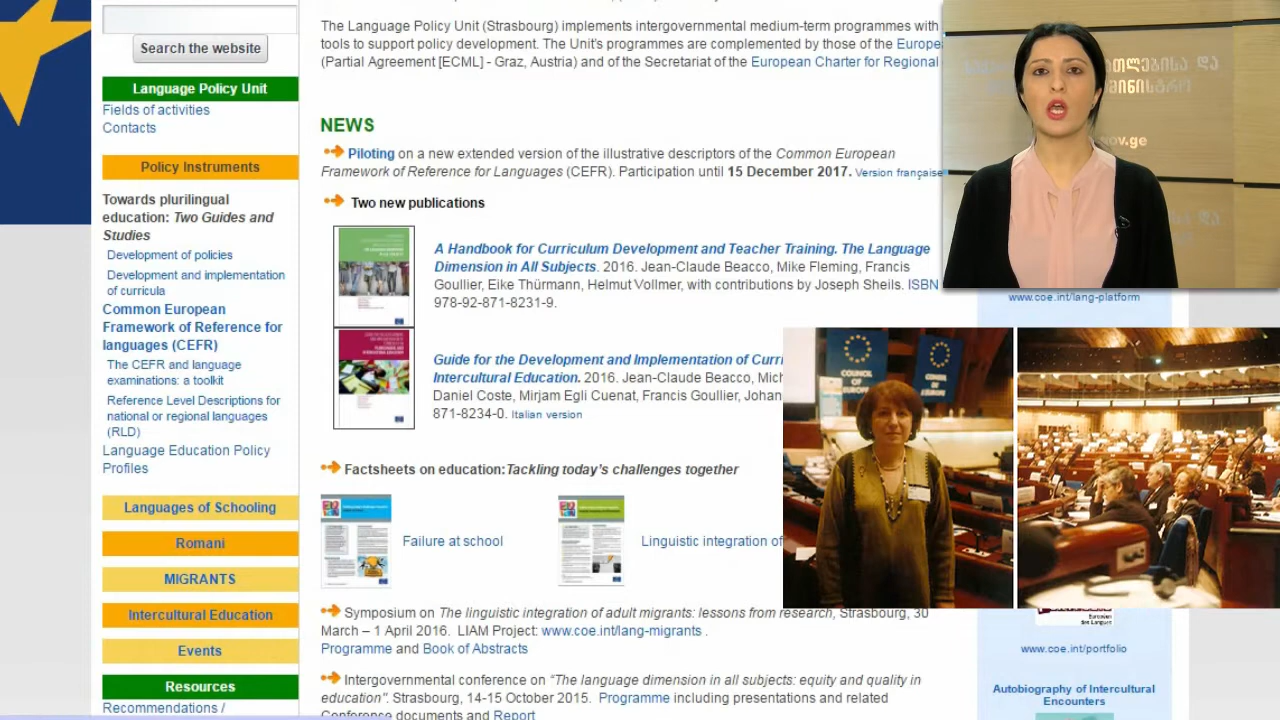 Search the website
Language Policy Unit
Fields of activities
Contacts
Policy Instruments
Towards plurilingual
education: Two Guides and
Studies
Development of policies
Development and implementation
of curricula
Common European
Framework of Reference for
languages (CEFR)
The CEFR and language
examinations: a toolkit
Reference Level Descriptions for
national or regional languages
(RLD)
Language Education Policy
Profiles
Languages of Schooling
Romani
MIGRANTS
Intercultural Education
Events
Resources
Recommendations /
The Language Policy Unit (Strasbourg) implements intergovernmental medium-term programmes with
tools to support policy development. The Unit's programmes are complemented by those of the
(Partial Agreement [ECML] - Graz, Austria) and of the Secretariat of the European Charter for Regional
NEWS
Piloting on a new extended version of the illustrative descriptors of the Common European
Framework of Reference for Languages (CEFR). Participation until 15 December 2017. Version française
Two new publications
A Handbook for Curriculum Development and Teacher Training. The Language
Dimension in All Subjects. 2016. Jean-Claude Beacco, Mike Fleming, Francis
Goullier, Eike Thürmann, Helmut Vollmer, with contributions by Joseph Sheils. ISBN
978-92-871-8231-9.
Guide for the Development and Implementation of
Intercultural Education. 2016. Jean-Claude Beacco,
Daniel Coste, Mirjam Egli Cuenat, Francis Goullier,
871-8234-0. Italian version
Factsheets on education: Tackling today's challenges together
Failure at school
Linguistic integration of
Symposium on The linguistic integration of adult migrants: lessons from research, Strasbourg, 30
March – 1 April 2016. LIAM Project: www.coe.int/lang-migrants .
Programme and Book of Abstracts
Intergovernmental conference on "The language dimension in all subjects: equity and quality in
education". Strasbourg, 14-15 October 2015. Programme including presentations and related
Conference documents and Report
.gov.ge
www.coe.int/lang-platform
COUNCIL
OF EUROPE
CONSEIL
DE L'EUROPE
www.coe.int/portfolio
Autobiography of Intercultural
Encounters